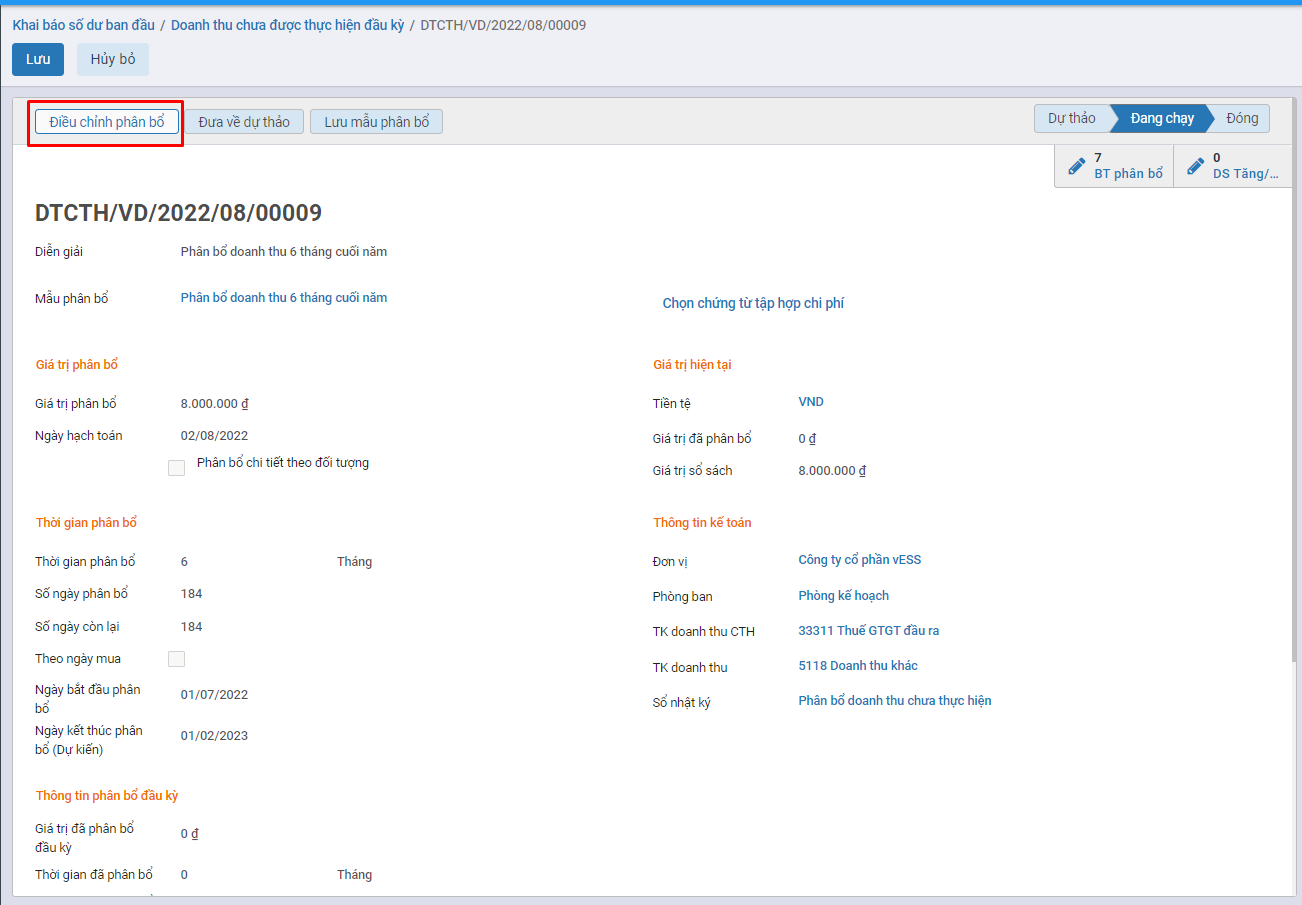 Khai báo số dư ban đầu / Doanh thu chưa được thực hiện đầu kỳ / DTCTH/VD/2022/08/00009
Lưu Hủy bỏ
Điều chỉnh phân bổ Đưa về dự thảo Lưu mẫu phân bổ Dự thảo Đang chạy Đóng
7 0
BT phân bổ DS Tăng/...
DTCTH/VD/2022/08/00009
Diễn giải Phân bổ doanh thu 6 tháng cuối năm
Mẫu phân bổ Phân bổ doanh thu 6 tháng cuối năm Chọn chứng từ tập hợp chi phí
Giá trị phân bổ Giá trị hiện tại
Giá trị phân bổ 8.000.000 ₫ Tiền tệ VND
Ngày hạch toán 02/08/2022 Giá trị đã phân bổ 0 ₫
Phân bổ chi tiết theo đối tượng Giá trị sổ sách 8.000.000 ₫
Thời gian phân bổ Thông tin kế toán
Thời gian phân bổ 6 Tháng Đơn vị Công ty cổ phần vESS
Số ngày phân bổ 184 Phòng ban Phòng kế hoạch
Số ngày còn lại 184 TK doanh thu CTH 33311 Thuế GTGT đầu ra
Theo ngày mua TK doanh thu 5118 Doanh thu khác
Ngày bắt đầu phân
bổ 01/07/2022 Sổ nhật ký Phân bổ doanh thu chưa thực hiện
Ngày kết thúc phân
bổ (Dự kiến) 01/02/2023
Thông tin phân bổ đầu kỳ
Giá trị đã phân bổ
đầu kỳ 0 ₫
Thời gian đã phân bổ 0 Tháng